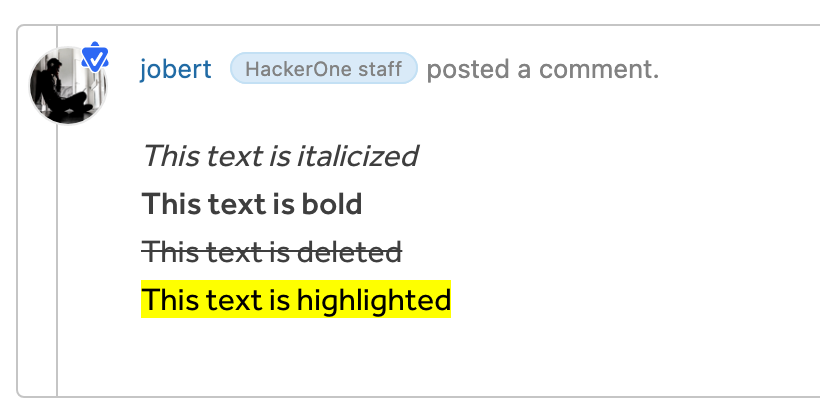 jobert HackerOne staff posted a comment.
This text is italicized
This text is bold
This text is deleted
This text is highlighted